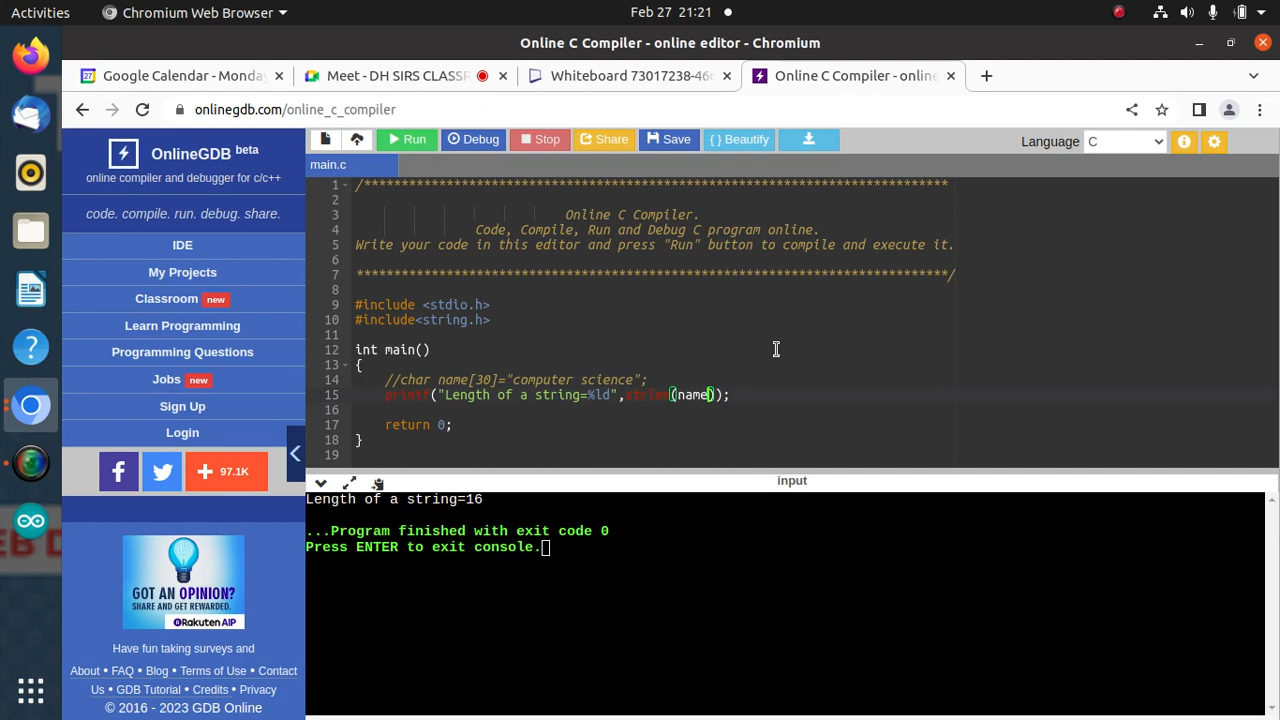 Activities
Chromium Web Browser
Feb 27 21:21
Online C Compiler - online editor - Chromium
Google Calendar - Monda
Meet - DH SIRS CLASSR
Whiteboard 73017238-46
Online C Compiler - online
onlinegdb.com/online_c_compiler
OnlineGDB beta
online compiler and debugger for c/c++
code. compile. run. debug. share.
IDE
My Projects
Classroom new
Learn Programming
Programming Questions
Jobs new
Sign Up
Login
97.1K
GOT AN OPINION?
SHARE AND GET REWARDED.
Rakuten AIP
Have fun taking surveys and
About • FAQ • Blog • Terms of Use • Contact
Us • GDB Tutorial • Credits • Privacy
© 2016 - 2023 GDB Online
Run
Debug
Stop
Share
Save
{ } Beautify
Language C
main.c
1 /******************************************************************************
2
3 Online C Compiler.
4 Code, Compile, Run and Debug C program online.
5 Write your code in this editor and press "Run" button to compile and execute it.
6
7 *******************************************************************************/
8
9 #include <stdio.h>
10 #include<string.h>
11
12 int main()
13 {
14 //char name[30]="computer science";
15 printf("Length of a string=%ld",strlen(name));
16
17 return 0;
18 }
19
input
Length of a string=16
...Program finished with exit code 0
Press ENTER to exit console.